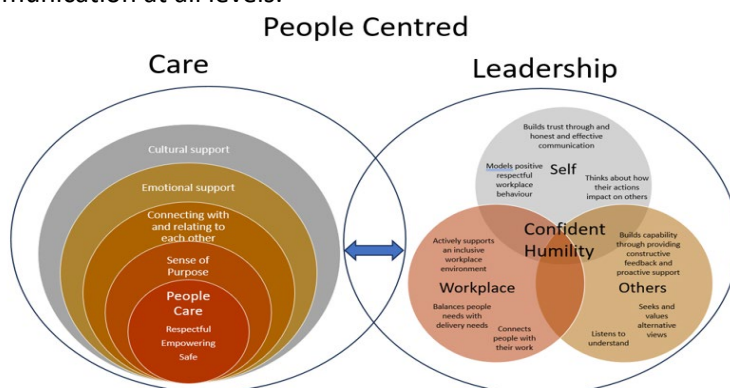 People Centred
Care
Cultural support
Emotional support
Connecting with
and relating to
each other
Sense of
Purpose
People
Care
Respectful
Empowering
Safe
Leadership
Builds trust through and
honest and effective
communication
Self
Models positive
respectful
workplace
behaviour
Thinks about how
their actions
impact on others
Confident
Humility
Actively supports
an inclusive
workplace
environment
Workplace
Balances people
needs with
delivery needs
Connects
people with
their work
Builds capability
through providing
constructive
feedback and
proactive support
Others
Seeks and
values
alternative
views
Listens to
understand